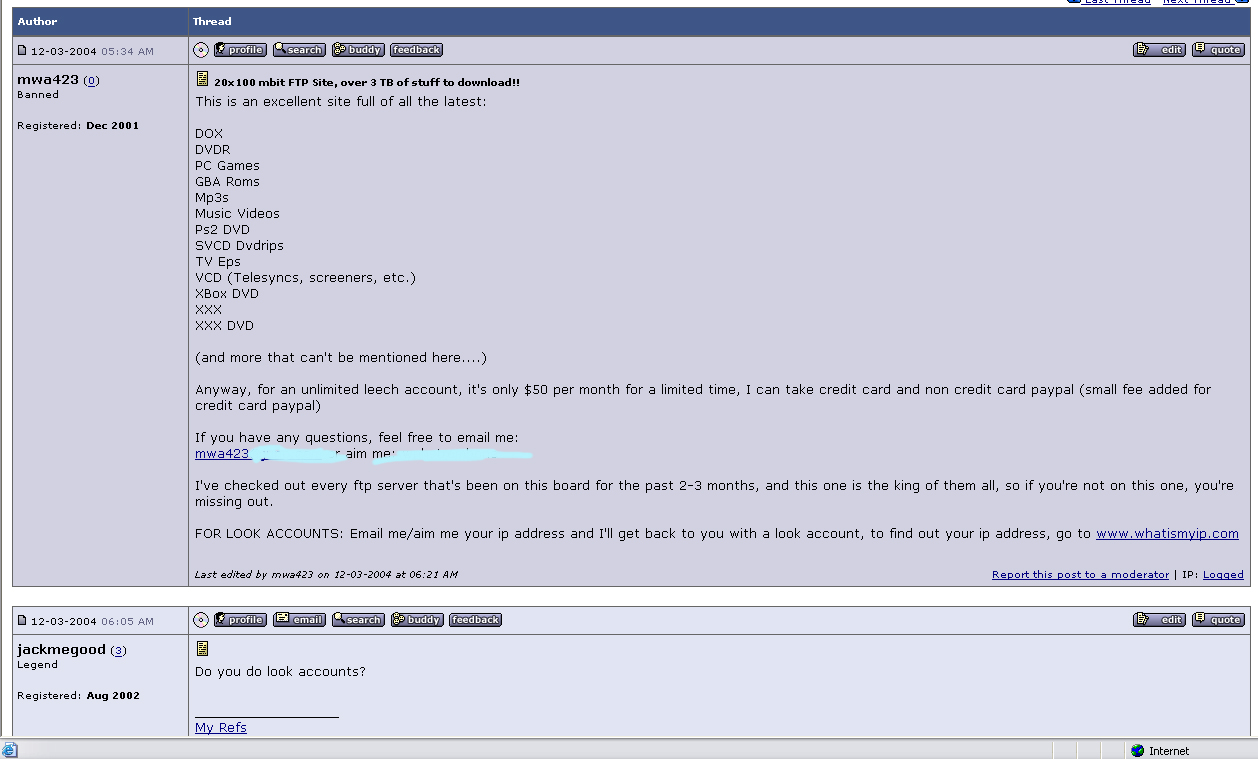 Last Thread   Next Thread
Author Thread
12-03-2004 05:34 AM profile search buddy feedback edit quote
mwa423 (0)
Banned
Registered: Dec 2001
20x100 mbit FTP Site, over 3 TB of stuff to download!!
This is an excellent site full of all the latest:
DOX
DVDR
PC Games
GBA Roms
Mp3s
Music Videos
Ps2 DVD
SVCD Dvdrips
TV Eps
VCD (Telesyncs, screeners, etc.)
XBox DVD
XXX
XXX DVD
(and more that can't be mentioned here....)
Anyway, for an unlimited leech account, it's only $50 per month for a limited time, I can take credit card and non credit card paypal (small fee added for
credit card paypal)
If you have any questions, feel free to email me:
mwa423 aim me:
I've checked out every ftp server that's been on this board for the past 2-3 months, and this one is the king of them all, so if you're not on this one, you're
missing out.
FOR LOOK ACCOUNTS: Email me/aim me your ip address and I'll get back to you with a look account, to find out your ip address, go to www.whatismyip.com
Last edited by mwa423 on 12-03-2004 at 06:21 AM Report this post to a moderator | IP: Logged
12-03-2004 06:05 AM profile email search buddy feedback edit quote
jackmegood (3)
Legend
Registered: Aug 2002
Do you do look accounts?
My Refs
Internet